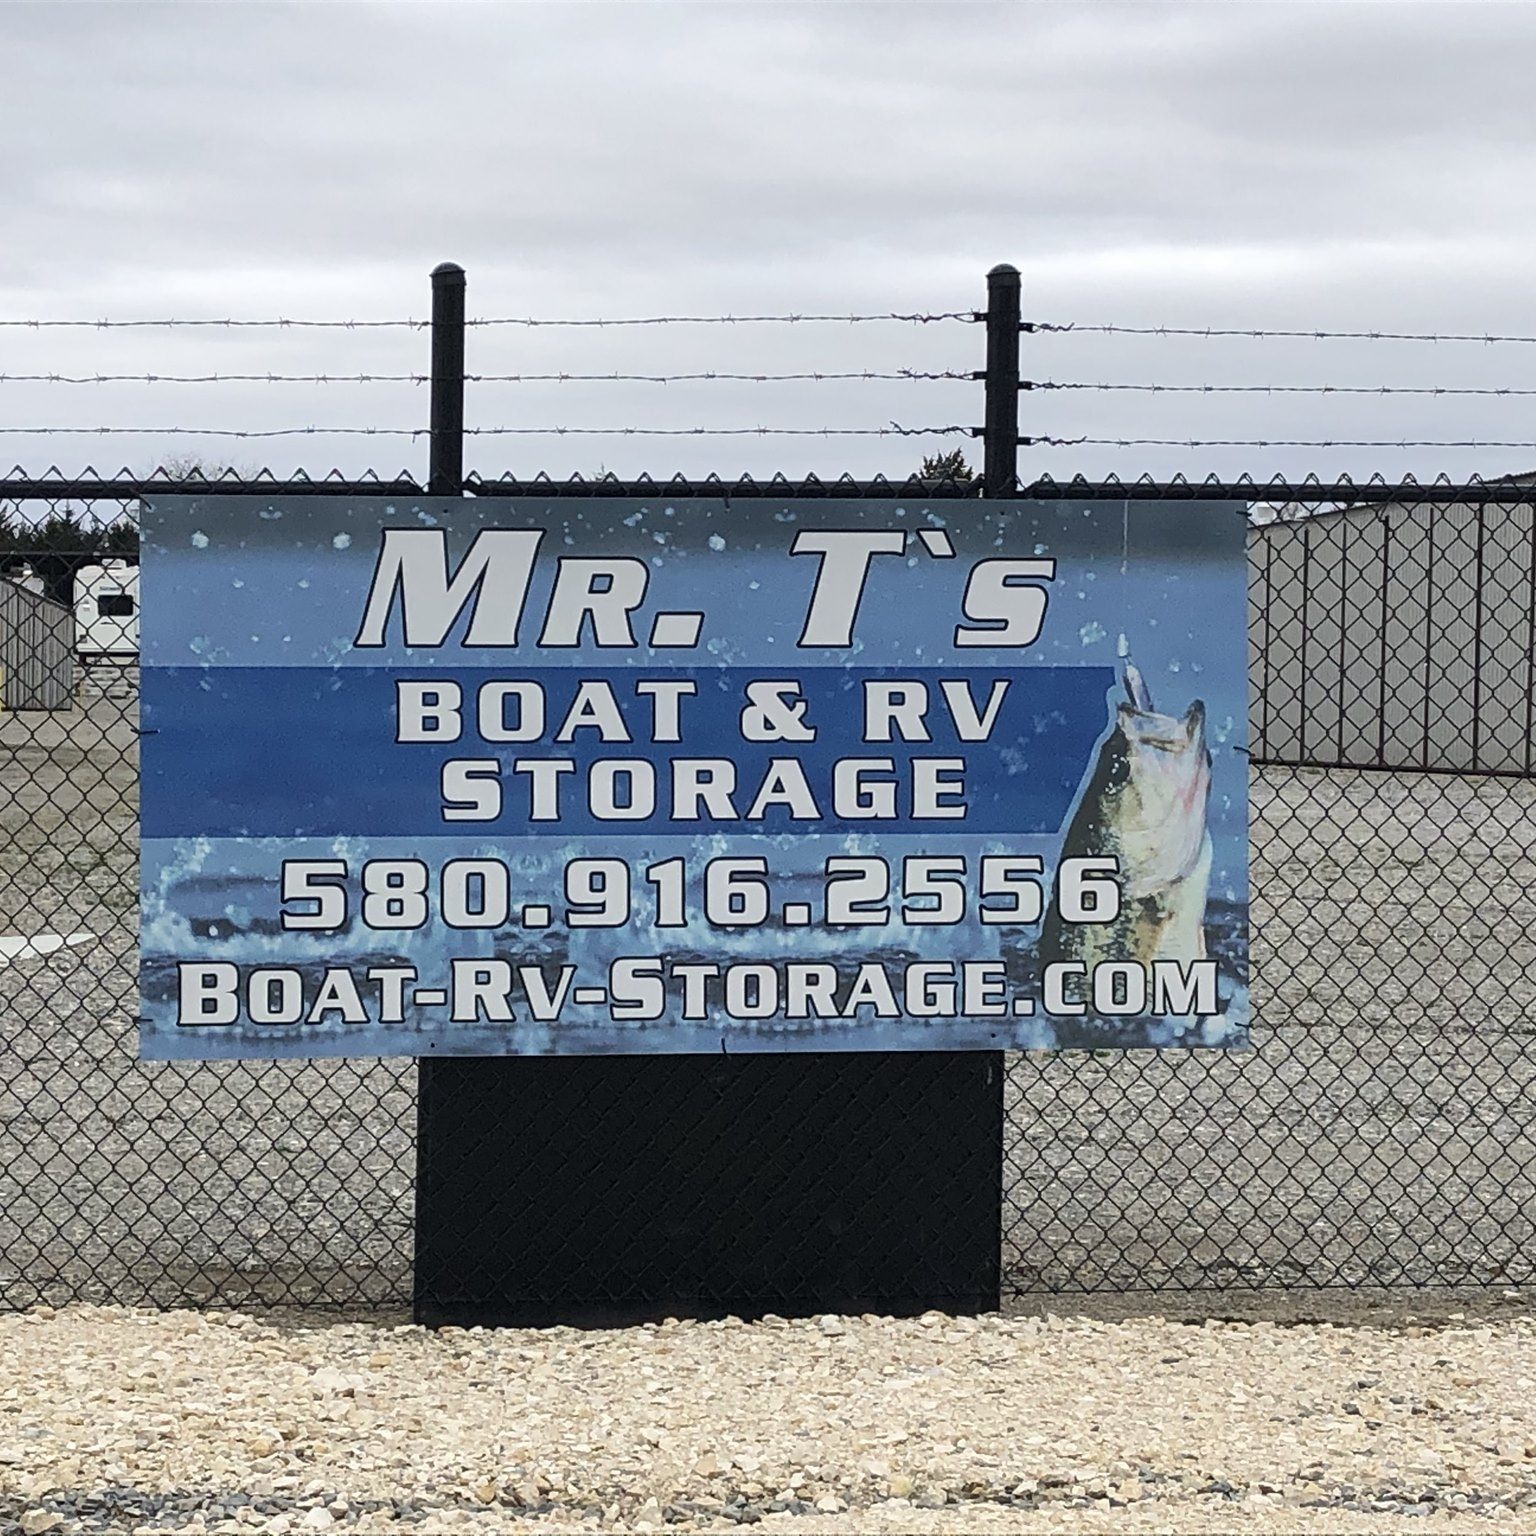 Mr. T`s
BOAT & RV
STORAGE
580.916.2556
Boat-Rv-Storage.com